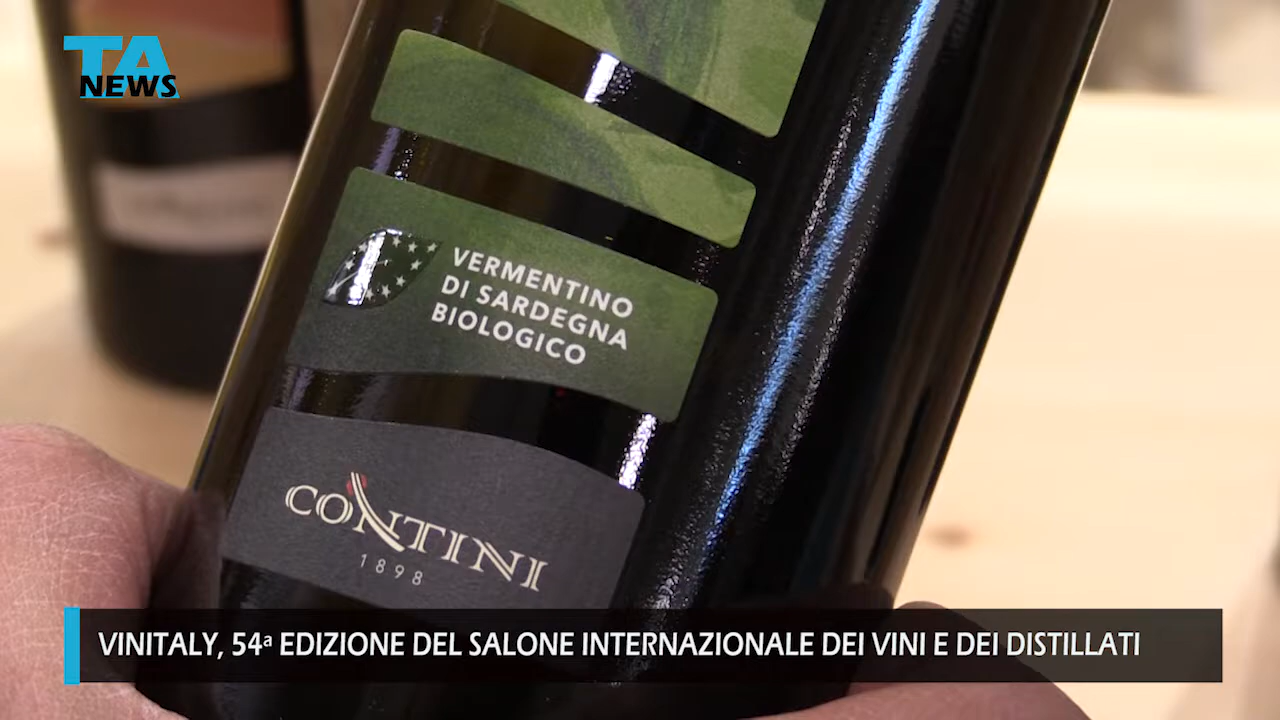 TA
NEWS
VERMENTINO
DI SARDEGNA
BIOLOGICO
CONTINI
1898
VINITALY, 54ª EDIZIONE DEL SALONE INTERNAZIONALE DEI VINI E DEI DISTILLATI